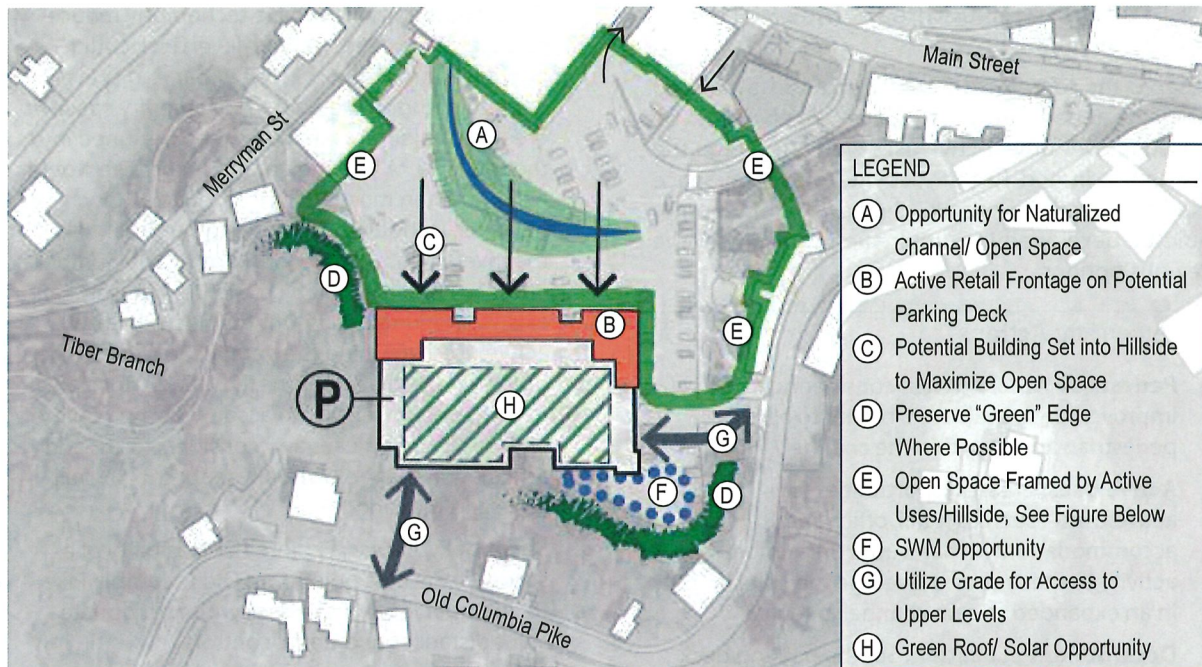 Main Street
Merryman St
Tiber Branch
Old Columbia Pike
A
E
E
C
D
B
E
P
H
G
F
D
G
LEGEND
A Opportunity for Naturalized
Channel/ Open Space
B Active Retail Frontage on Potential
Parking Deck
C Potential Building Set into Hillside
to Maximize Open Space
D Preserve “Green” Edge
Where Possible
E Open Space Framed by Active
Uses/Hillside, See Figure Below
F SWM Opportunity
G Utilize Grade for Access to
Upper Levels
H Green Roof/ Solar Opportunity